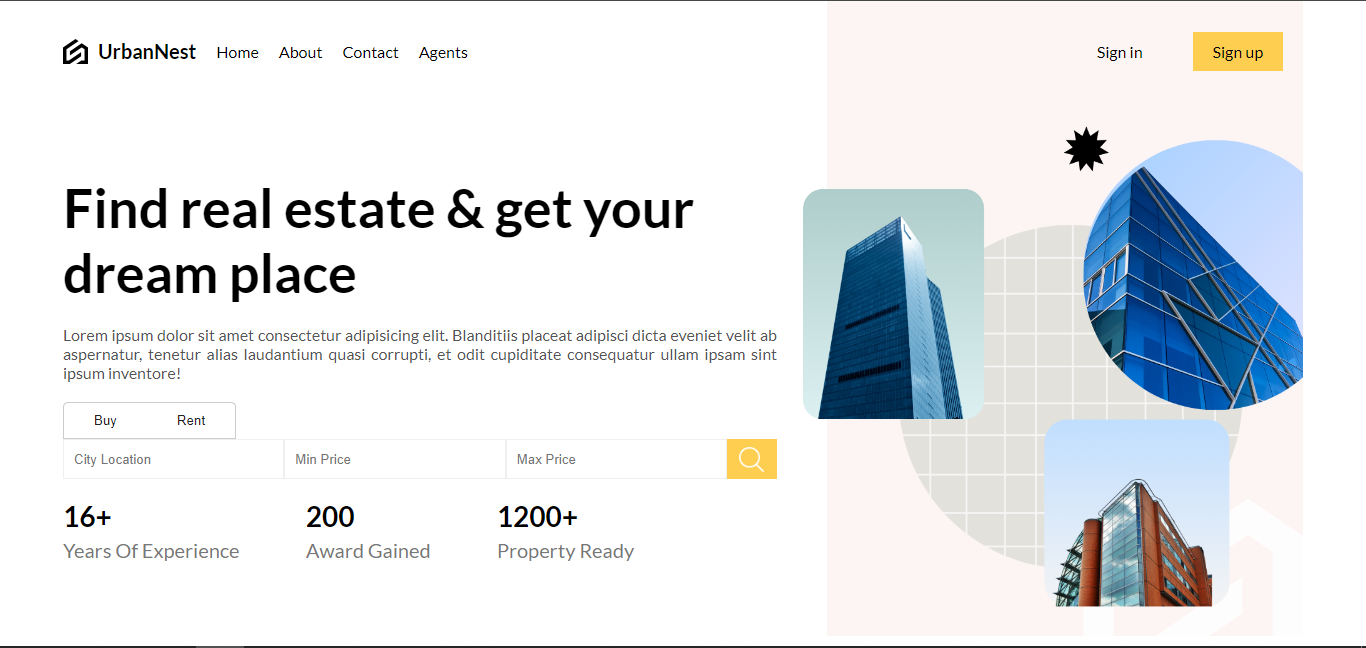 UrbanNest Home About Contact Agents Sign in Sign up
Find real estate & get your
dream place
Lorem ipsum dolor sit amet consectetur adipisicing elit. Blanditiis placeat adipisci dicta eveniet velit ab
aspernatur, tenetur alias laudantium quasi corrupti, et odit cupiditate consequatur ullam ipsam sint
ipsum inventore!
Buy Rent
City Location Min Price Max Price
16+ 200 1200+
Years Of Experience Award Gained Property Ready